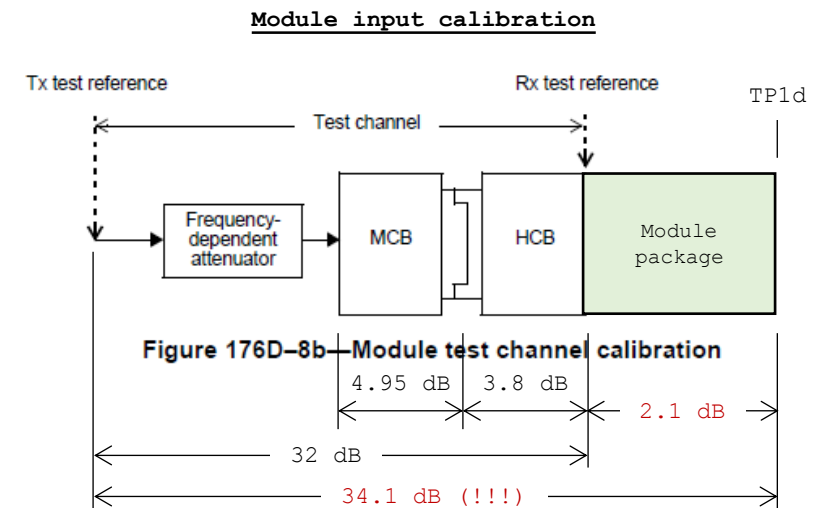 Module input calibration
Tx test reference
Rx test reference
TP1d
Test channel
Frequency-
dependent
attenuator
MCB
HCB
Module
package
Figure 176D–8b—Module test channel calibration
4.95 dB
3.8 dB
2.1 dB
32 dB
34.1 dB (!!!)